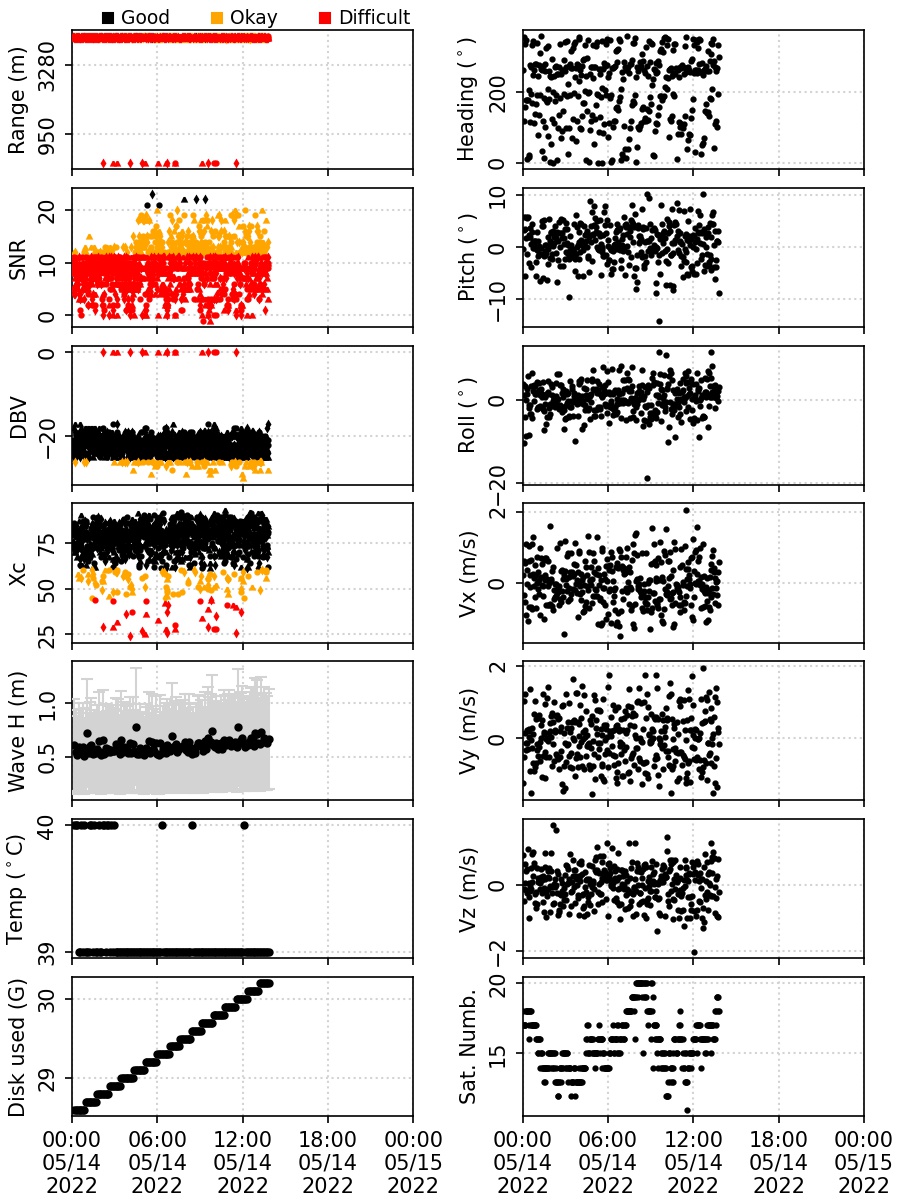 Good Okay Difficult
Range (m)
3280
950
Heading (°)
200
0
SNR
20
10
0
Pitch (°)
10
0
−10
DBV
0
−20
Roll (°)
0
−20
Xc
75
50
25
Vx (m/s)
2
0
Wave H (m)
1.0
0.5
Vy (m/s)
2
0
Temp (°C)
40
39
Vz (m/s)
0
−2
Disk used (G)
30
29
Sat. Numb.
20
15
00:00 06:00 12:00 18:00 00:00
05/14 05/14 05/14 05/14 05/15
2022 2022 2022 2022 2022
00:00 06:00 12:00 18:00 00:00
05/14 05/14 05/14 05/14 05/15
2022 2022 2022 2022 2022